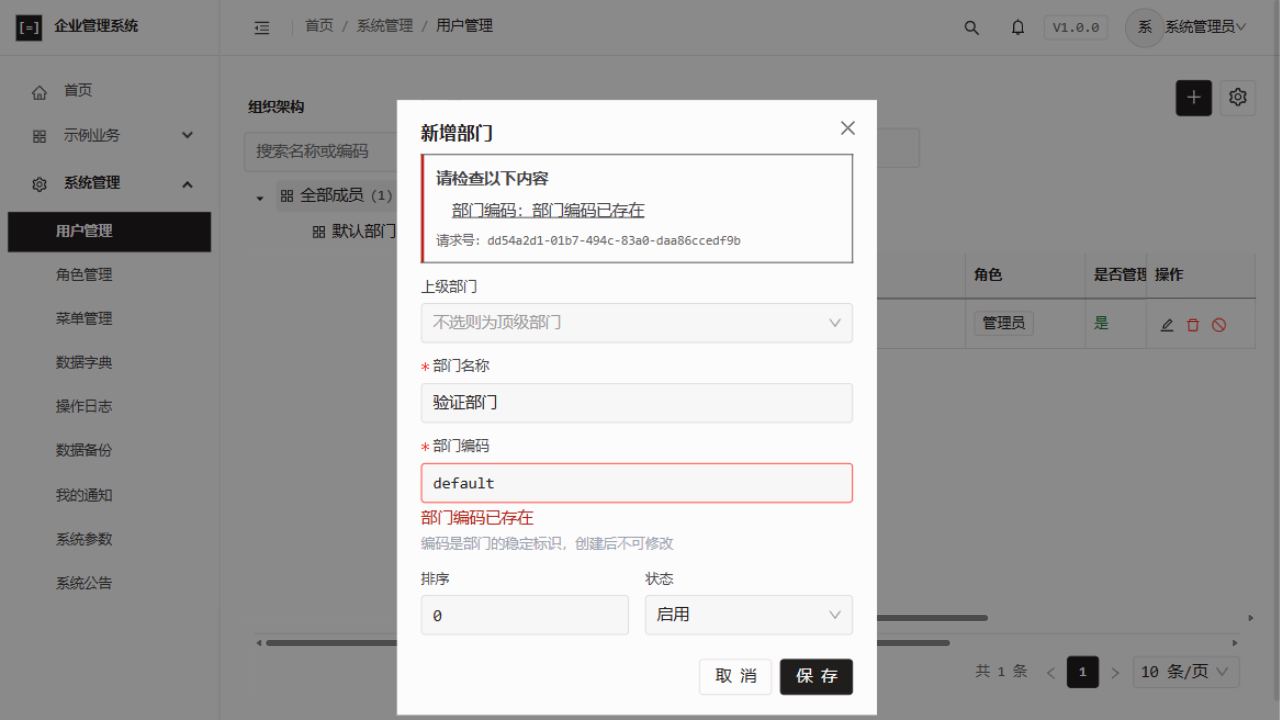 [=] 企业管理系统
首页 / 系统管理 / 用户管理
V1.0.0
系 系统管理员
首页
示例业务
系统管理
用户管理
角色管理
菜单管理
数据字典
操作日志
数据备份
我的通知
系统参数
系统公告
组织架构
搜索名称或编码
全部成员 (1)
默认部门
新增部门
请检查以下内容
部门编码：部门编码已存在
请求号：dd54a2d1-01b7-494c-83a0-daa86ccedf9b
上级部门
不选则为顶级部门
* 部门名称
验证部门
* 部门编码
default
部门编码已存在
编码是部门的稳定标识，创建后不可修改
排序 状态
0 启用
取 消 保 存
角色 是否管理 操作
管理员 是
共 1 条 < 1 > 10 条/页